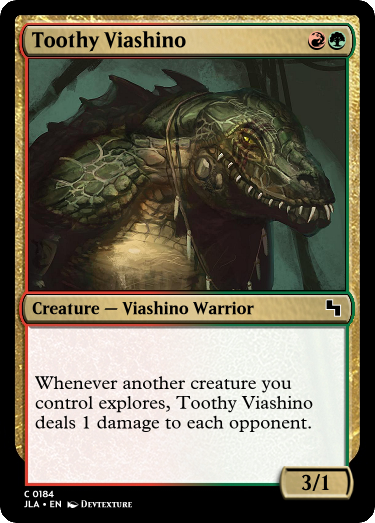 Toothy Viashino
Creature — Viashino Warrior
Whenever another creature you
control explores, Toothy Viashino
deals 1 damage to each opponent.
3/1
C 0184
JLA • EN DEVTEXTURE